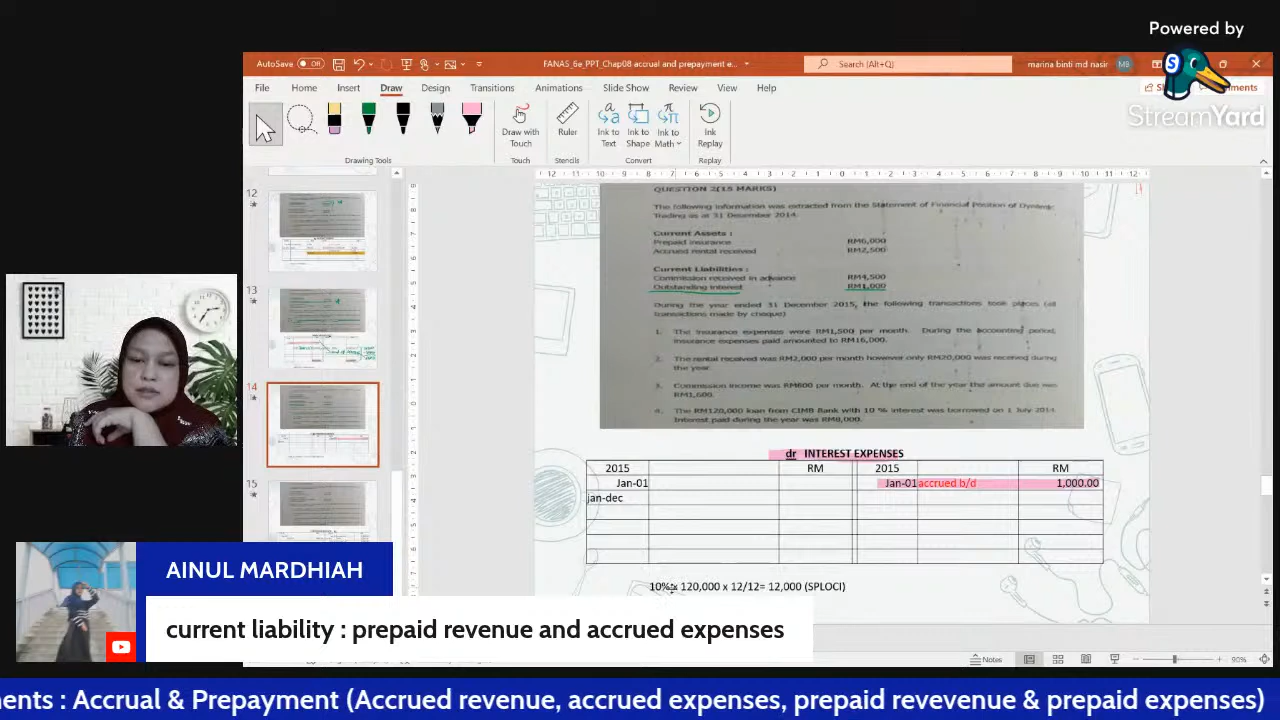 Powered by
StreamYard
AutoSave Off
FANAS_6e_PPT_Chap08 accrual and prepayment e...
Search (Alt+Q)
marina binti md nasir MB
File Home Insert Draw Design Transitions Animations Slide Show Review View Help
Draw with Touch
Ruler
Ink to Text
Ink to Shape
Ink to Math
Ink Replay
Drawing Tools
Touch
Stencils
Convert
Replay
12
13
14
15
QUESTION 2(15 MARKS)
The following information was extracted from the Statement of Financial Position of
Trading as at 31 December 2014.
Current Assets :
Prepaid insurance RM6,000
Accrued rental received RM2,500
Current Liabilities :
Commission received in advance RM4,500
Outstanding interest RM1,000
During the year ended 31 December 2015, the following transactions took places (all
transactions made by cheque)
1. The insurance expenses were RM1,500 per month. During the accounting period,
insurance expenses paid amounted to RM16,000.
2. The rental received was RM2,000 per month however only RM20,000 was received during
the year.
3. Commission income was RM800 per month. At the end of the year the amount due was
RM1,600.
4. The RM120,000 loan from CIMB Bank with 10 % interest was borrowed on 1 July 2014.
Interest paid during the year was RM8,000.
dr INTEREST EXPENSES
2015 RM 2015 RM
Jan-01 Jan-01 accrued b/d 1,000.00
jan-dec
10% x 120,000 x 12/12= 12,000 (SPLOCI)
Notes
90%
AINUL MARDHIAH
current liability : prepaid revenue and accrued expenses
nents : Accrual & Prepayment (Accrued revenue, accrued expenses, prepaid revevenue & prepaid expenses)